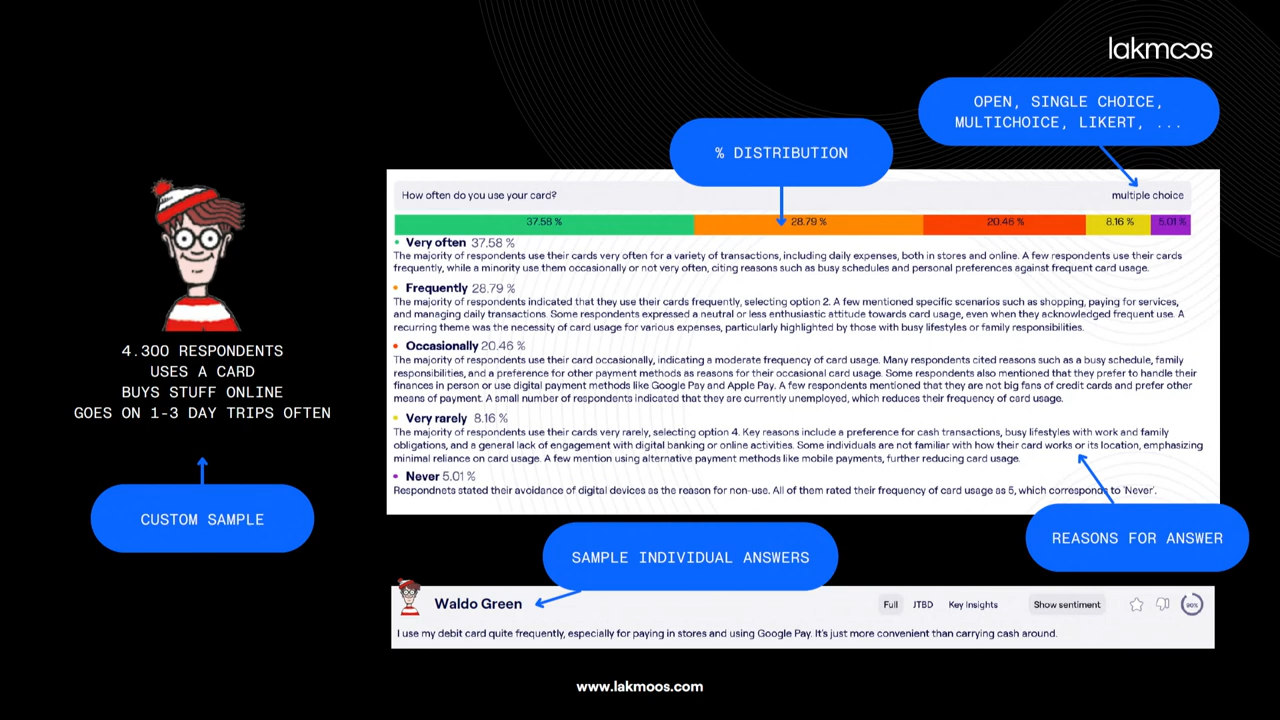 lakmoos
OPEN, SINGLE CHOICE,
MULTICHOICE, LIKERT, ...
% DISTRIBUTION
How often do you use your card?
multiple choice
37.58 %
28.79 %
20.46 %
8.16 %
5.01 %
Very often 37.58 %
The majority of respondents use their cards very often for a variety of transactions, including daily expenses, both in stores and online. A few respondents use their cards
frequently, while a minority use them occasionally or not very often, citing reasons such as busy schedules and personal preferences against frequent card usage.
Frequently 28.79 %
The majority of respondents indicated that they use their cards frequently, selecting option 2. A few mentioned specific scenarios such as shopping, paying for services,
and managing daily transactions. Some respondents expressed a neutral or less enthusiastic attitude towards card usage, even when they acknowledged frequent use. A
recurring theme was the necessity of card usage for various expenses, particularly highlighted by those with busy lifestyles or family responsibilities.
Occasionally 20.46 %
The majority of respondents use their card occasionally, indicating a moderate frequency of card usage. Many respondents cited reasons such as a busy schedule, family
responsibilities, and a preference for other payment methods as reasons for their occasional card usage. Some respondents also mentioned that they prefer to handle their
finances in person or use digital payment methods like Google Pay and Apple Pay. A few respondents mentioned that they are not big fans of credit cards and prefer other
means of payment. A small number of respondents indicated that they are currently unemployed, which reduces their frequency of card usage.
Very rarely 8.16 %
The majority of respondents use their cards very rarely, selecting option 4. Key reasons include a preference for cash transactions, busy lifestyles with work and family
obligations, and a general lack of engagement with digital banking or online activities. Some individuals are not familiar with how their card works or its location, emphasizing
minimal reliance on card usage. A few mention using alternative payment methods like mobile payments, further reducing card usage.
Never 5.01 %
Respondnets stated their avoidance of digital devices as the reason for non-use. All of them rated their frequency of card usage as 5, which corresponds to 'Never'.
4.300 RESPONDENTS
USES A CARD
BUYS STUFF ONLINE
GOES ON 1-3 DAY TRIPS OFTEN
CUSTOM SAMPLE
REASONS FOR ANSWER
SAMPLE INDIVIDUAL ANSWERS
Waldo Green
Full
JTBD
Key Insights
Show sentiment
90%
I use my debit card quite frequently, especially for paying in stores and using Google Pay. It's just more convenient than carrying cash around.
www.lakmoos.com